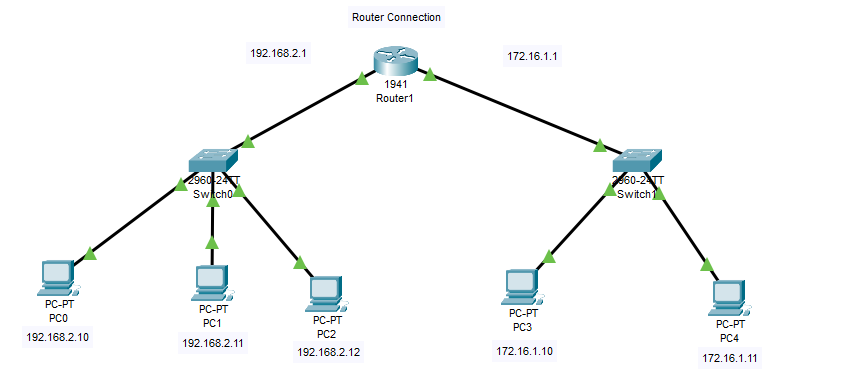 Router Connection
192.168.2.1
172.16.1.1
1941
Router1
2960-24TT
Switch0
2960-24TT
Switch1
PC-PT
PC0
192.168.2.10
PC-PT
PC1
192.168.2.11
PC-PT
PC2
192.168.2.12
PC-PT
PC3
172.16.1.10
PC-PT
PC4
172.16.1.11